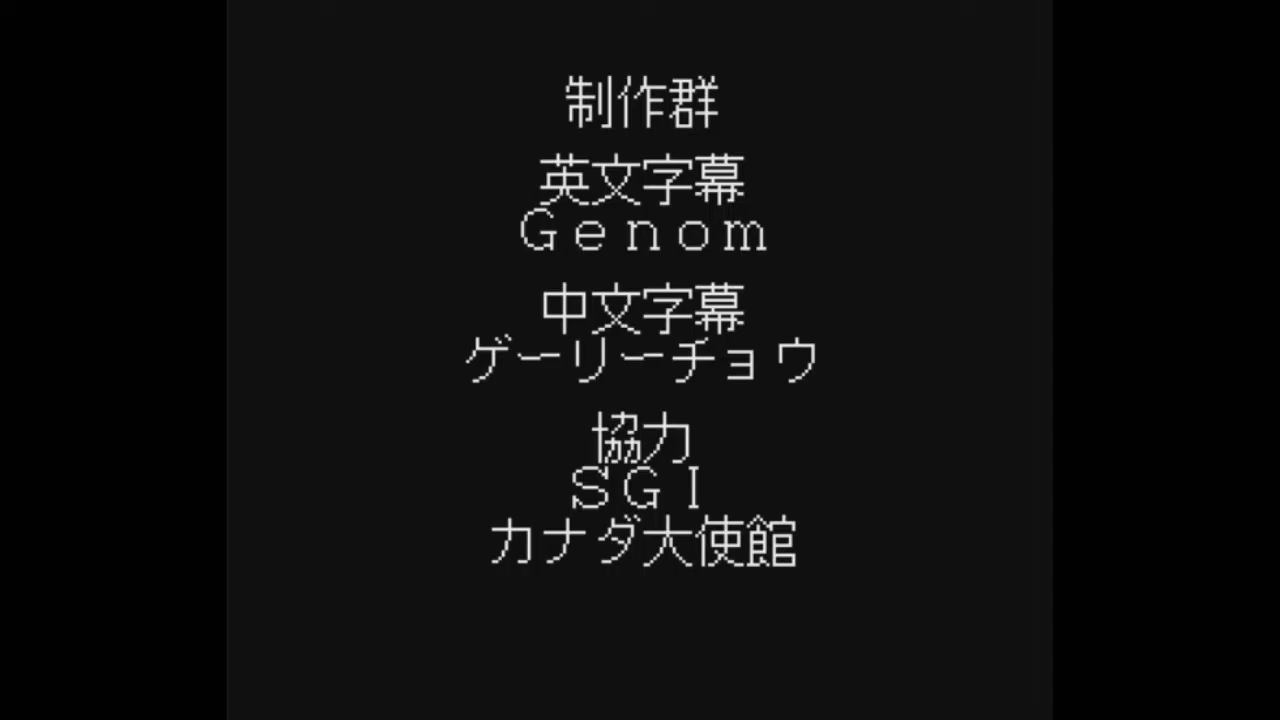 制作群
英文字幕
Ｇｅｎｏｍ
中文字幕
ゲーリーチョウ
協力
ＳＧＩ
カナダ大使館